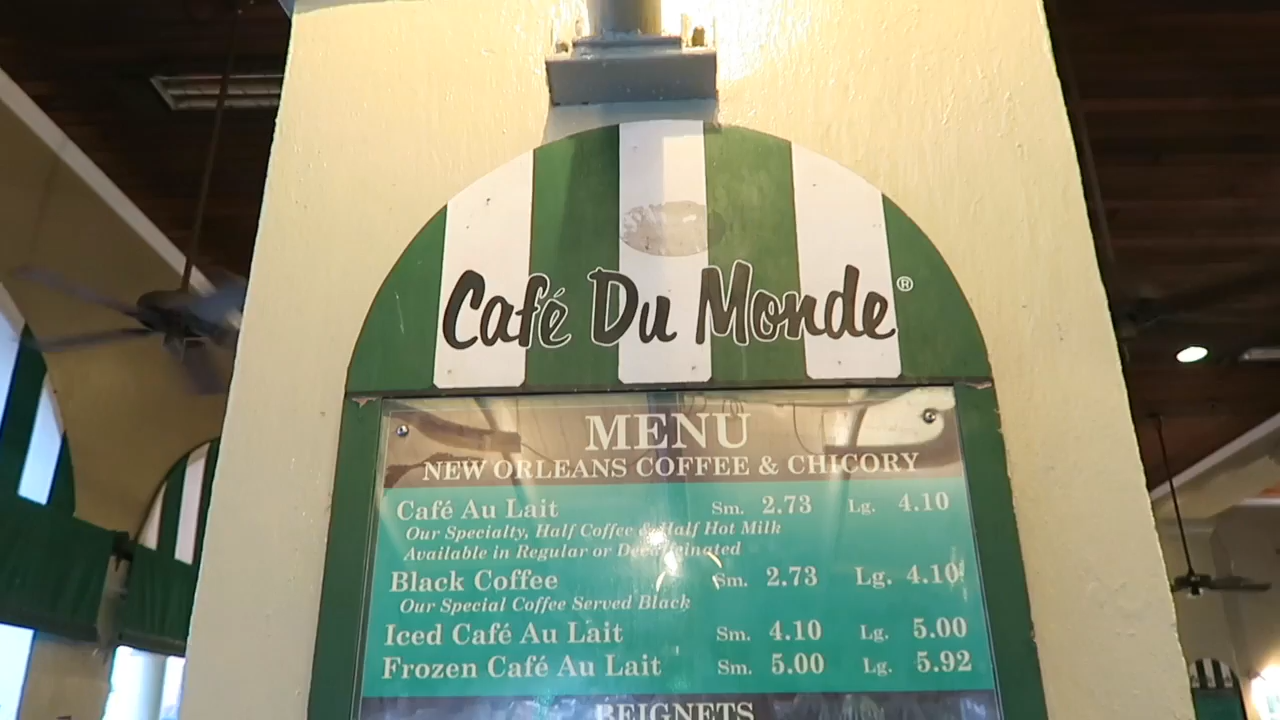 Café Du Monde®
MENU
NEW ORLEANS COFFEE & CHICORY
Café Au Lait Sm. 2.73 Lg. 4.10
Our Specialty, Half Coffee & Half Hot Milk
Available in Regular or Decaffeinated
Black Coffee Sm. 2.73 Lg. 4.10
Our Special Coffee Served Black
Iced Café Au Lait Sm. 4.10 Lg. 5.00
Frozen Café Au Lait Sm. 5.00 Lg. 5.92
BEIGNETS